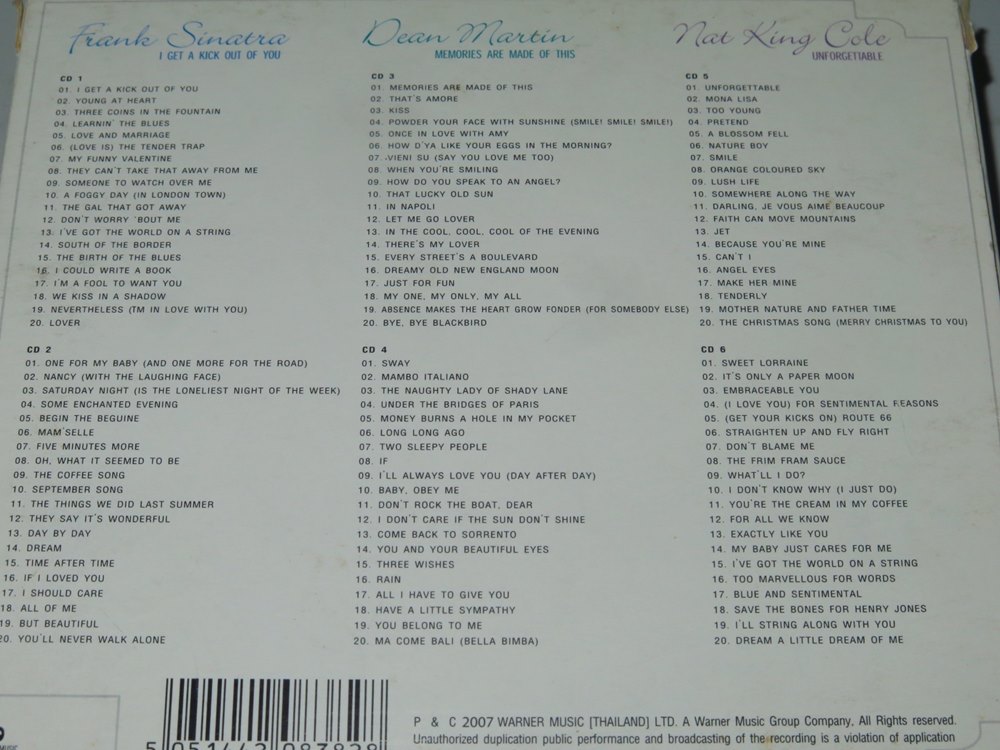 Frank Sinatra
I GET A KICK OUT OF YOU
CD 1
01. I GET A KICK OUT OF YOU
02. YOUNG AT HEART
03. THREE COINS IN THE FOUNTAIN
04. LEARNIN' THE BLUES
05. LOVE AND MARRIAGE
06. (LOVE IS) THE TENDER TRAP
07. MY FUNNY VALENTINE
08. THEY CAN'T TAKE THAT AWAY FROM ME
09. SOMEONE TO WATCH OVER ME
10. A FOGGY DAY (IN LONDON TOWN)
11. THE GAL THAT GOT AWAY
12. DON'T WORRY 'BOUT ME
13. I'VE GOT THE WORLD ON A STRING
14. SOUTH OF THE BORDER
15. THE BIRTH OF THE BLUES
16. I COULD WRITE A BOOK
17. I'M A FOOL TO WANT YOU
18. WE KISS IN A SHADOW
19. NEVERTHELESS (I'M IN LOVE WITH YOU)
20. LOVER
CD 2
01. ONE FOR MY BABY (AND ONE MORE FOR THE ROAD)
02. NANCY (WITH THE LAUGHING FACE)
03. SATURDAY NIGHT (IS THE LONELIEST NIGHT OF THE WEEK)
04. SOME ENCHANTED EVENING
05. BEGIN THE BEGUINE
06. MAM'SELLE
07. FIVE MINUTES MORE
08. OH, WHAT IT SEEMED TO BE
09. THE COFFEE SONG
10. SEPTEMBER SONG
11. THE THINGS WE DID LAST SUMMER
12. THEY SAY IT'S WONDERFUL
13. DAY BY DAY
14. DREAM
15. TIME AFTER TIME
16. IF I LOVED YOU
17. I SHOULD CARE
18. ALL OF ME
19. BUT BEAUTIFUL
20. YOU'LL NEVER WALK ALONE
Dean Martin
MEMORIES ARE MADE OF THIS
CD 3
01. MEMORIES ARE MADE OF THIS
02. THAT'S AMORE
03. KISS
04. POWDER YOUR FACE WITH SUNSHINE (SMILE! SMILE! SMILE!)
05. ONCE IN LOVE WITH AMY
06. HOW D'YA LIKE YOUR EGGS IN THE MORNING?
07. VIENI SU (SAY YOU LOVE ME TOO)
08. WHEN YOU'RE SMILING
09. HOW DO YOU SPEAK TO AN ANGEL?
10. THAT LUCKY OLD SUN
11. IN NAPOLI
12. LET ME GO LOVER
13. IN THE COOL, COOL, COOL OF THE EVENING
14. THERE'S MY LOVER
15. EVERY STREET'S A BOULEVARD
16. DREAMY OLD NEW ENGLAND MOON
17. JUST FOR FUN
18. MY ONE, MY ONLY, MY ALL
19. ABSENCE MAKES THE HEART GROW FONDER (FOR SOMEBODY ELSE)
20. BYE, BYE BLACKBIRD
CD 4
01. SWAY
02. MAMBO ITALIANO
03. THE NAUGHTY LADY OF SHADY LANE
04. UNDER THE BRIDGES OF PARIS
05. MONEY BURNS A HOLE IN MY POCKET
06. LONG LONG AGO
07. TWO SLEEPY PEOPLE
08. IF
09. I'LL ALWAYS LOVE YOU (DAY AFTER DAY)
10. BABY, OBEY ME
11. DON'T ROCK THE BOAT, DEAR
12. I DON'T CARE IF THE SUN DON'T SHINE
13. COME BACK TO SORRENTO
14. YOU AND YOUR BEAUTIFUL EYES
15. THREE WISHES
16. RAIN
17. ALL I HAVE TO GIVE YOU
18. HAVE A LITTLE SYMPATHY
19. YOU BELONG TO ME
20. MA COME BALI (BELLA BIMBA)
Nat King Cole
UNFORGETTABLE
CD 5
01. UNFORGETTABLE
02. MONA LISA
03. TOO YOUNG
04. PRETEND
05. A BLOSSOM FELL
06. NATURE BOY
07. SMILE
08. ORANGE COLOURED SKY
09. LUSH LIFE
10. SOMEWHERE ALONG THE WAY
11. DARLING, JE VOUS AIME BEAUCOUP
12. FAITH CAN MOVE MOUNTAINS
13. JET
14. BECAUSE YOU'RE MINE
15. CAN'T I
16. ANGEL EYES
17. MAKE HER MINE
18. TENDERLY
19. MOTHER NATURE AND FATHER TIME
20. THE CHRISTMAS SONG (MERRY CHRISTMAS TO YOU)
CD 6
01. SWEET LORRAINE
02. IT'S ONLY A PAPER MOON
03. EMBRACEABLE YOU
04. (I LOVE YOU) FOR SENTIMENTAL REASONS
05. (GET YOUR KICKS ON) ROUTE 66
06. STRAIGHTEN UP AND FLY RIGHT
07. DON'T BLAME ME
08. THE FRIM FRAM SAUCE
09. WHAT'LL I DO?
10. I DON'T KNOW WHY (I JUST DO)
11. YOU'RE THE CREAM IN MY COFFEE
12. FOR ALL WE KNOW
13. EXACTLY LIKE YOU
14. MY BABY JUST CARES FOR ME
15. I'VE GOT THE WORLD ON A STRING
16. TOO MARVELLOUS FOR WORDS
17. BLUE AND SENTIMENTAL
18. SAVE THE BONES FOR HENRY JONES
19. I'LL STRING ALONG WITH YOU
20. DREAM A LITTLE DREAM OF ME
P & C 2007 WARNER MUSIC [THAILAND] LTD. A Warner Music Group Company, All Rights reserved.
Unauthorized duplication public performance and broadcasting of the recording is a violation of application